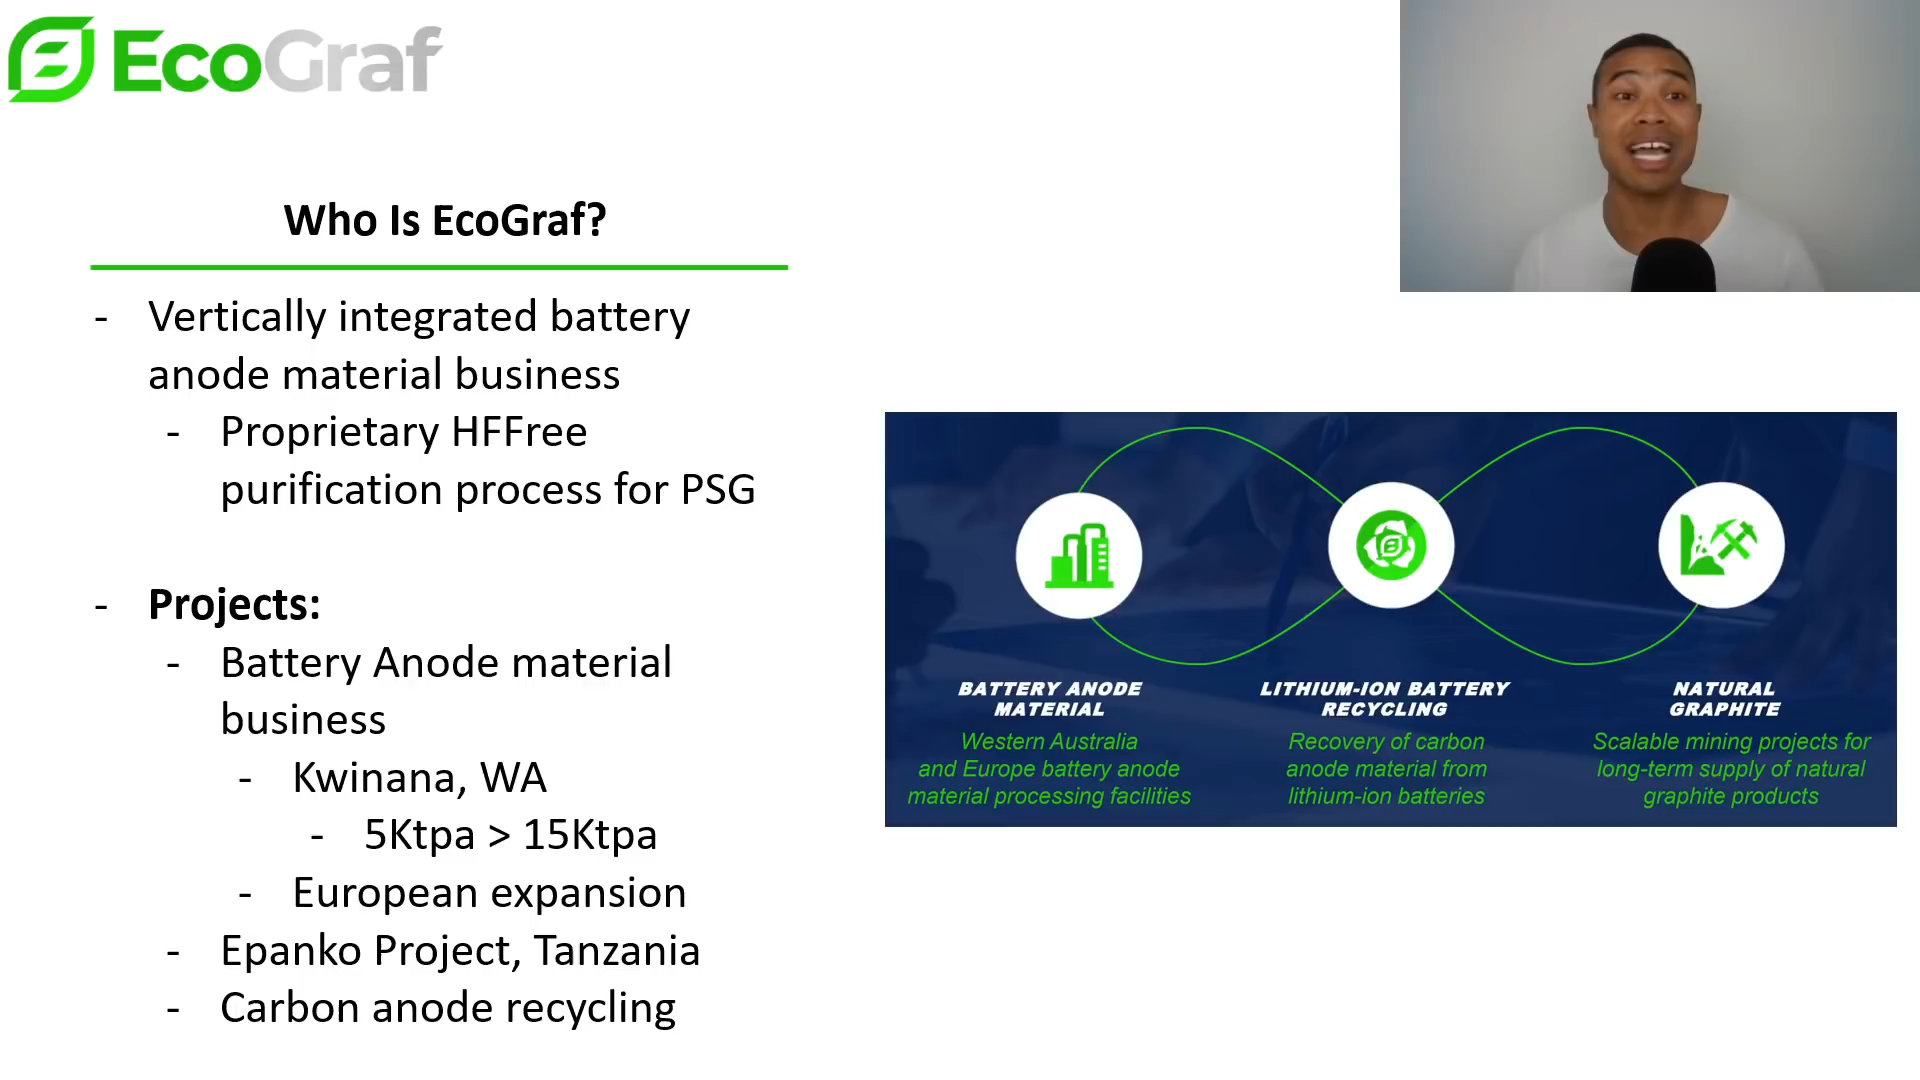 EcoGraf
Who Is EcoGraf?
- Vertically integrated battery
anode material business
- Proprietary HFFree
purification process for PSG
- Projects:
- Battery Anode material
business
- Kwinana, WA
- 5Ktpa > 15Ktpa
- European expansion
- Epanko Project, Tanzania
- Carbon anode recycling
BATTERY ANODE
MATERIAL
Western Australia
and Europe battery anode
material processing facilities
LITHIUM-ION BATTERY
RECYCLING
Recovery of carbon
anode material from
lithium-ion batteries
NATURAL
GRAPHITE
Scalable mining projects for
long-term supply of natural
graphite products